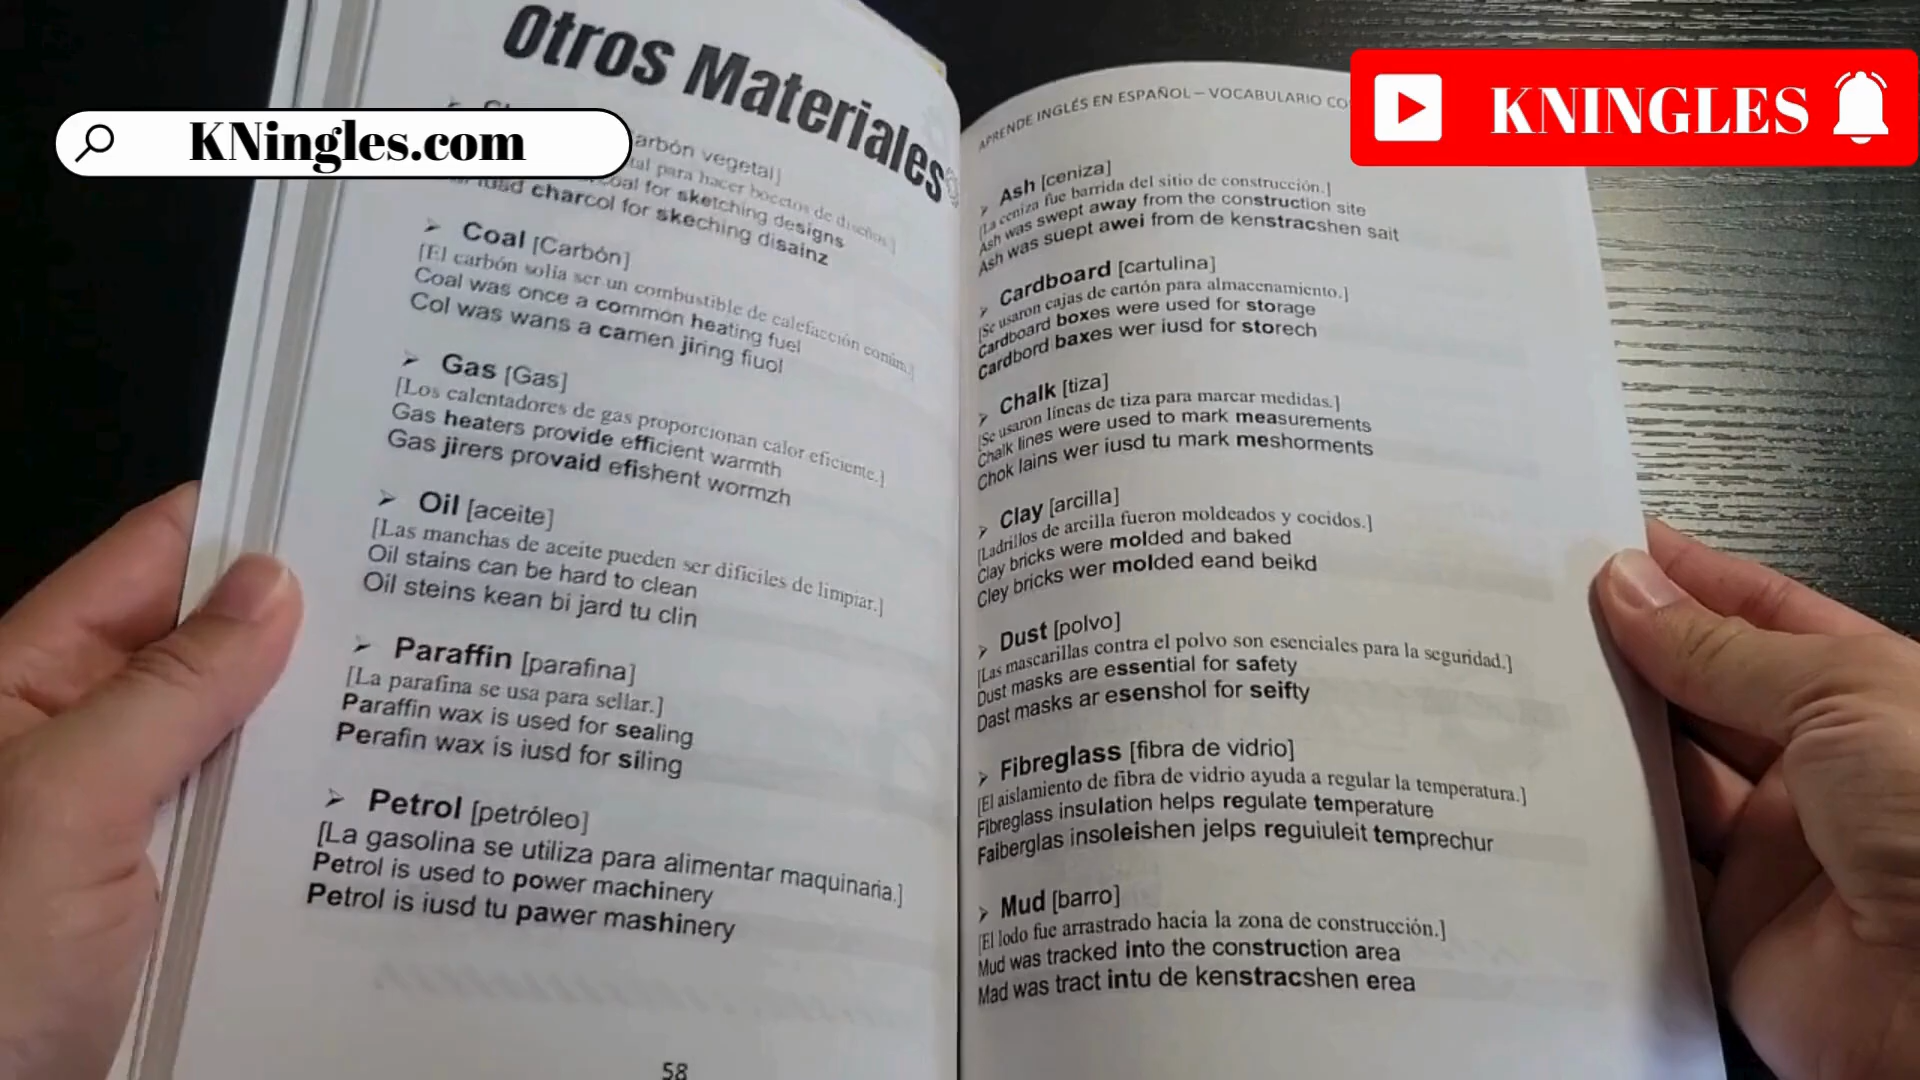 KNingles.com
KNINGLES
Otros Materiales
arbón vegetal]
tal para hacer bocetos de diseños.]
coal for sketching designs
iusd charcol for skeching disainz
➤ Coal [Carbón]
[El carbón solía ser un combustible de calefacción común.]
Coal was once a common heating fuel
Col was wans a camen jiring fiuol
➤ Gas [Gas]
[Los calentadores de gas proporcionan calor eficiente.]
Gas heaters provide efficient warmth
Gas jirers provaid efishent wormzh
➤ Oil [aceite]
[Las manchas de aceite pueden ser difíciles de limpiar.]
Oil stains can be hard to clean
Oil steins kean bi jard tu clin
➤ Paraffin [parafina]
[La parafina se usa para sellar.]
Paraffin wax is used for sealing
Perafin wax is iusd for siling
➤ Petrol [petróleo]
[La gasolina se utiliza para alimentar maquinaria.]
Petrol is used to power machinery
Petrol is iusd tu pawer mashinery
58
APRENDE INGLÉS EN ESPAÑOL – VOCABULARIO CO
➤ Ash [ceniza]
[La ceniza fue barrida del sitio de construcción.]
Ash was swept away from the construction site
Ash was suept awei from de kenstracshen sait
➤ Cardboard [cartulina]
[Se usaron cajas de cartón para almacenamiento.]
Cardboard boxes were used for storage
Cardbord baxes wer iusd for storech
➤ Chalk [tiza]
[Se usaron líneas de tiza para marcar medidas.]
Chalk lines were used to mark measurements
Chok lains wer iusd tu mark meshorments
➤ Clay [arcilla]
[Ladrillos de arcilla fueron moldeados y cocidos.]
Clay bricks were molded and baked
Cley bricks wer molded eand beikd
➤ Dust [polvo]
[Las mascarillas contra el polvo son esenciales para la seguridad.]
Dust masks are essential for safety
Dast masks ar esenshol for seifty
➤ Fibreglass [fibra de vidrio]
[El aislamiento de fibra de vidrio ayuda a regular la temperatura.]
Fibreglass insulation helps regulate temperature
Faiberglas insoleishen jelps reguiuleit temprechur
➤ Mud [barro]
[El lodo fue arrastrado hacia la zona de construcción.]
Mud was tracked into the construction area
Mad was tract intu de kenstracshen erea